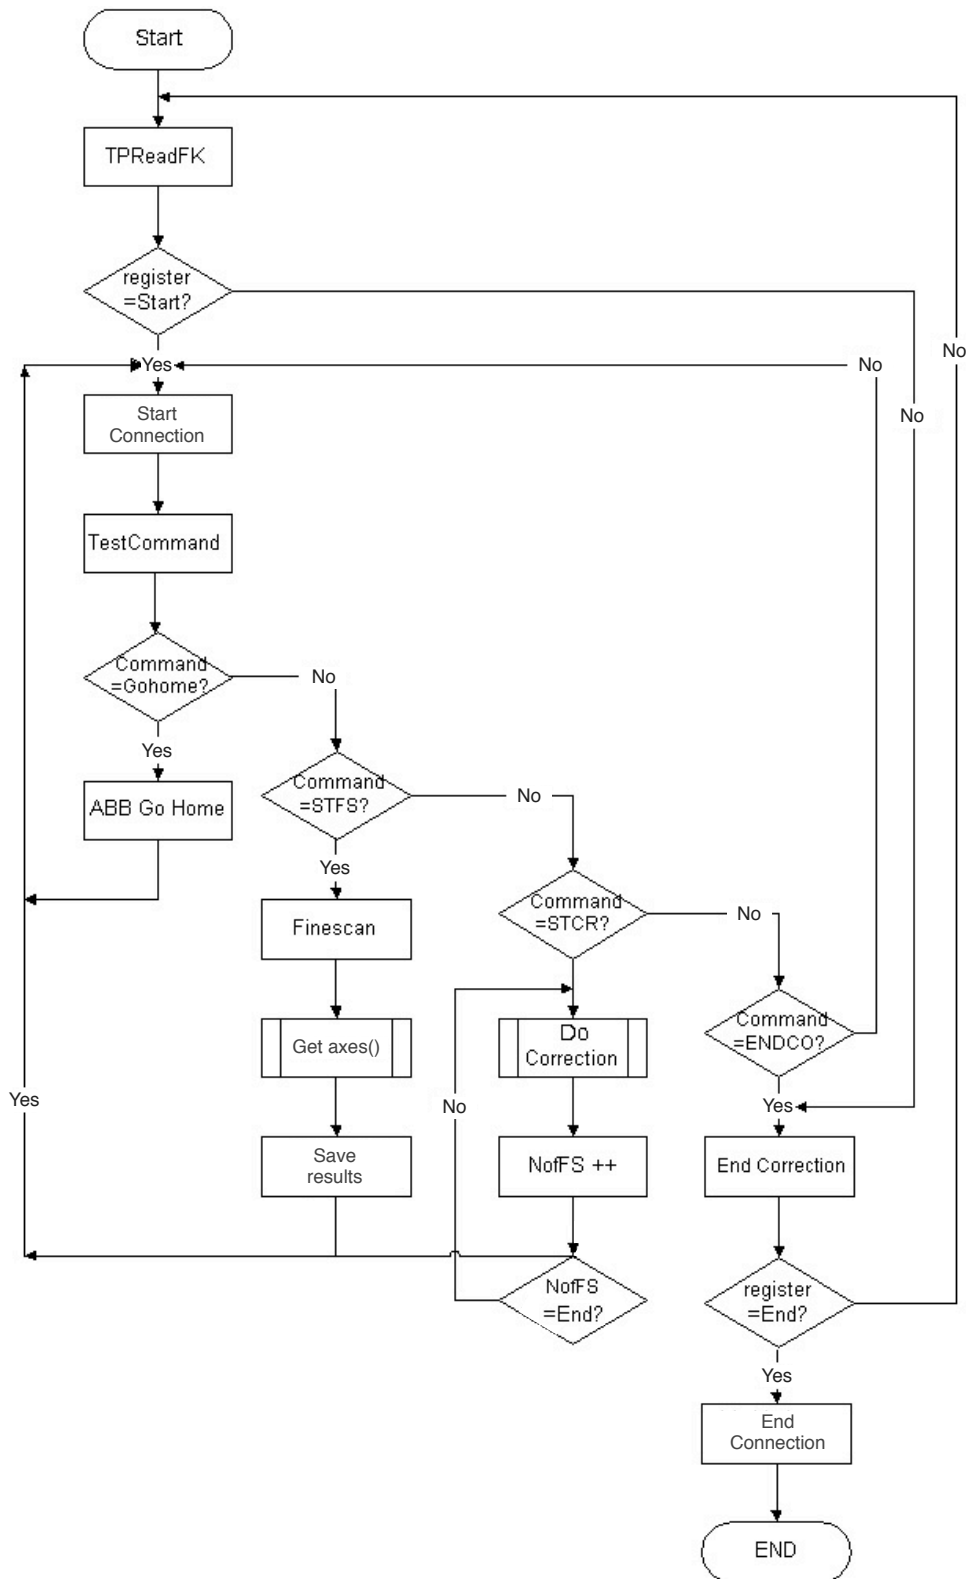 Start
TPReadFK
register
=Start?
No
Yes
No
No
Start
Connection
TestCommand
Command
=Gohome?
No
Yes
Command
=STFS?
No
ABB Go Home
Yes
Command
=STCR?
No
Finescan
Command
=ENDCO?
Get axes()
Do
Correction
Yes
No
Yes
Save
results
NofFS ++
End Correction
NofFS
=End?
register
=End?
Yes
End
Connection
END